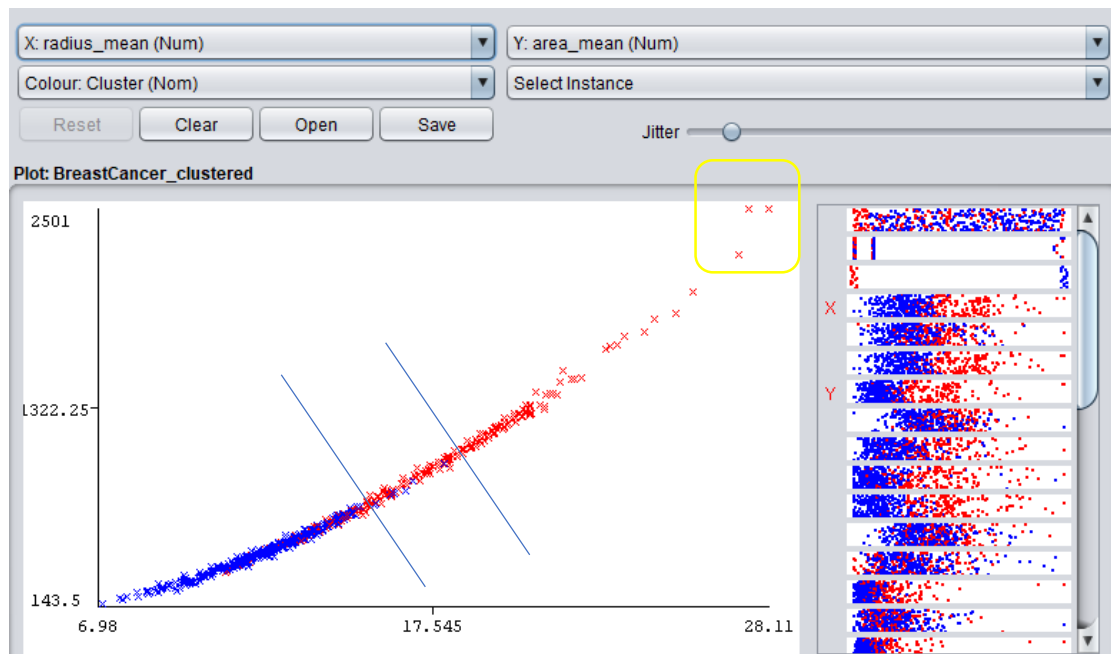 X: radius_mean (Num) Y: area_mean (Num)
Colour: Cluster (Nom) Select Instance
Reset Clear Open Save Jitter
Plot: BreastCancer_clustered
2501
X
Y
1322.25
143.5
6.98 17.545 28.11